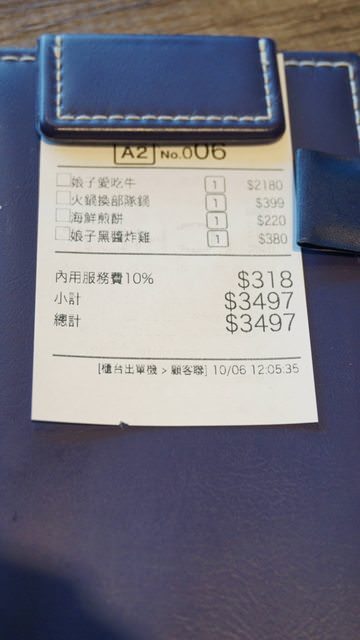 A2 No.006
娘子愛吃牛 1 $2180
火鍋換部隊鍋 1 $399
海鮮煎餅 1 $220
娘子黑醬炸雞 1 $380
內用服務費10% $318
小計 $3497
總計 $3497
[櫃台出單機 > 顧客聯] 10/06 12:05:35